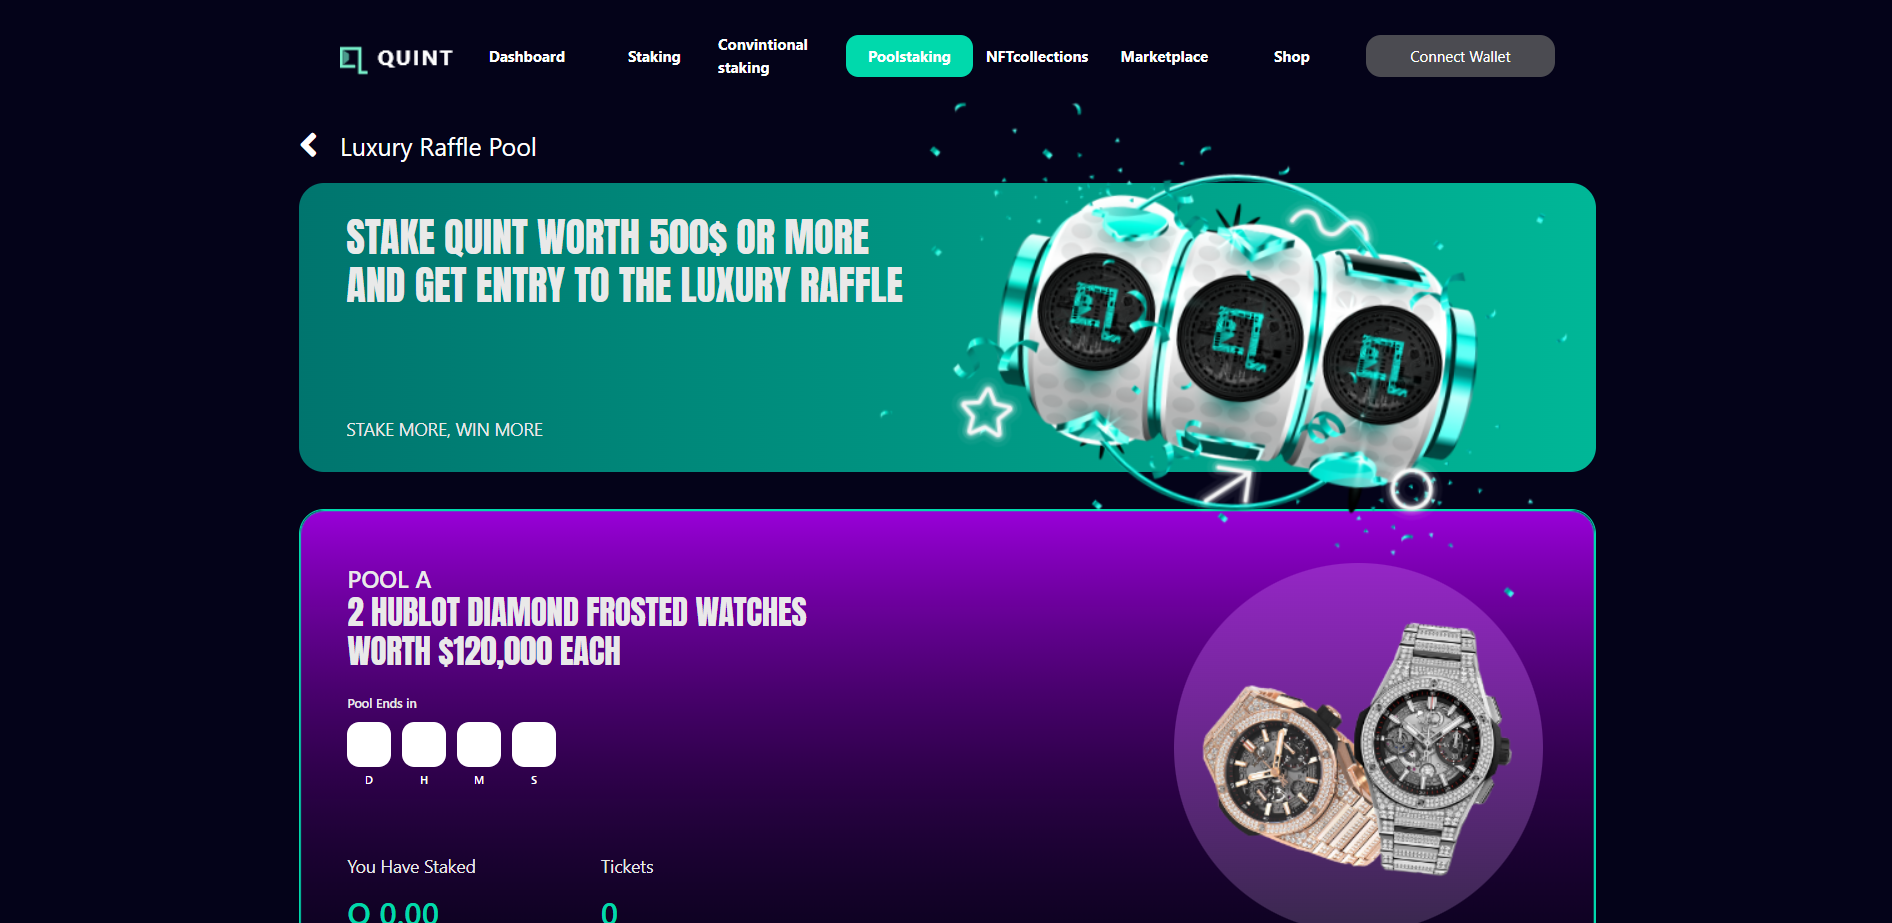 QUINT
Dashboard
Staking
Convintional
staking
Poolstaking
NFTcollections
Marketplace
Shop
Connect Wallet
Luxury Raffle Pool
STAKE QUINT WORTH 500$ OR MORE
AND GET ENTRY TO THE LUXURY RAFFLE
STAKE MORE, WIN MORE
POOL A
2 HUBLOT DIAMOND FROSTED WATCHES
WORTH $120,000 EACH
Pool Ends in
D H M S
You Have Staked
Tickets
Q 0.00
0